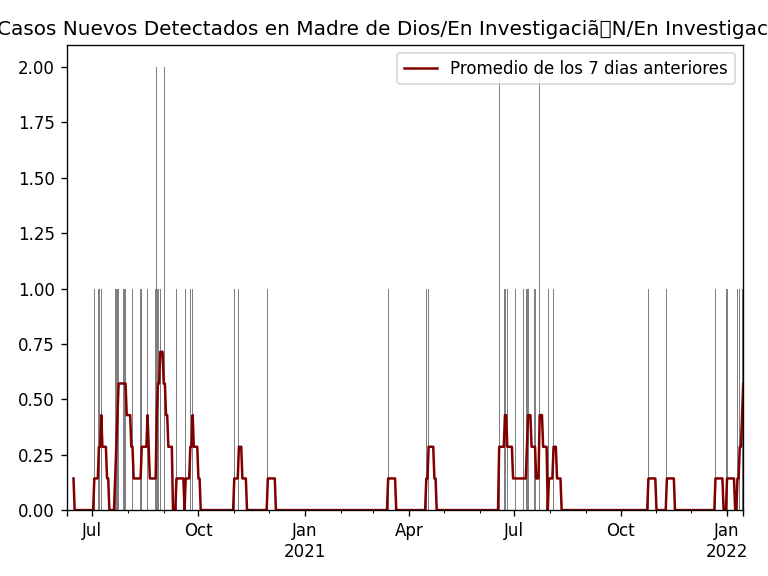 Casos Nuevos Detectados en Madre de Dios/En Investigaciã▯N/En Investigac
Promedio de los 7 dias anteriores
2.00
1.75
1.50
1.25
1.00
0.75
0.50
0.25
0.00
Jul
Oct
Jan
2021
Apr
Jul
Oct
Jan
2022